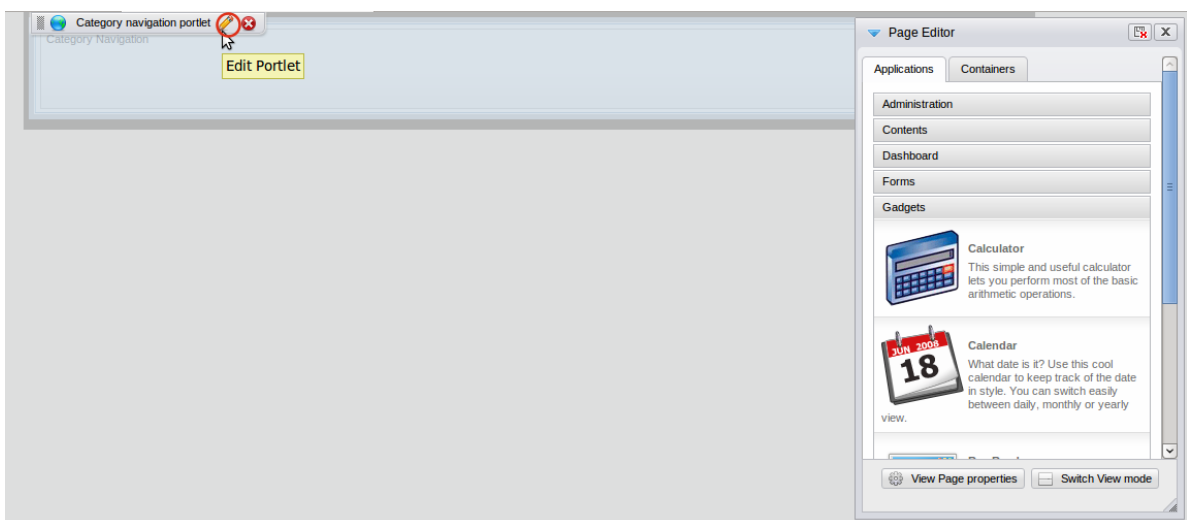 Category navigation portlet
Category Navigation
Edit Portlet
Page Editor
X
Applications
Containers
Administration
Contents
Dashboard
Forms
Gadgets
Calculator
This simple and useful calculator
lets you perform most of the basic
arithmetic operations.
JUN 2008
18
Calendar
What date is it? Use this cool
calendar to keep track of the date
in style. You can switch easily
between daily, monthly or yearly
view.
View Page properties
Switch View mode